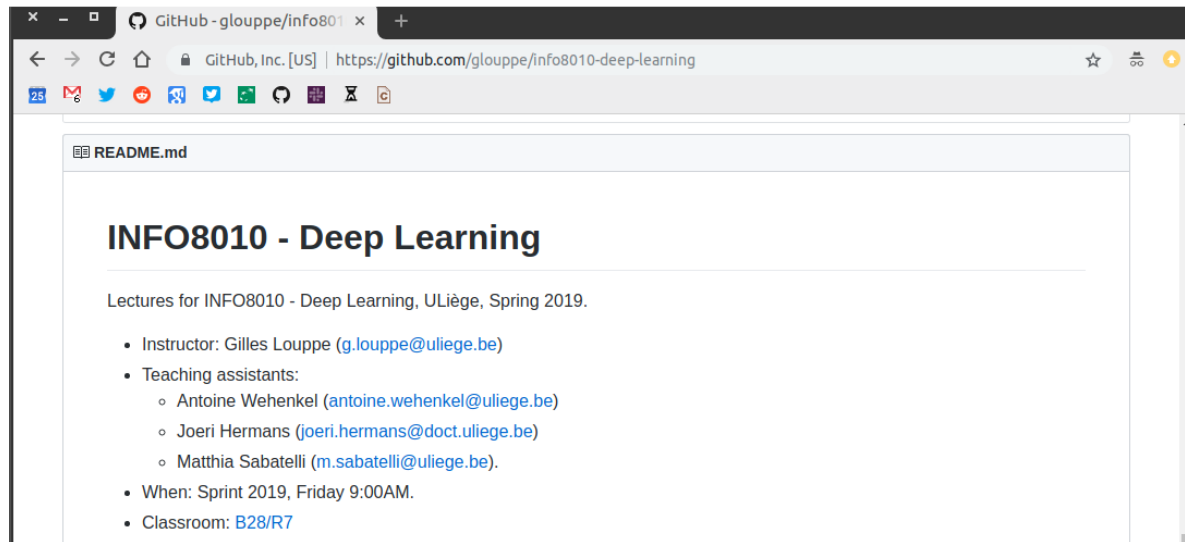 GitHub - glouppe/info801
GitHub, Inc. [US] | https://github.com/glouppe/info8010-deep-learning
25 6 C
README.md
INFO8010 - Deep Learning
Lectures for INFO8010 - Deep Learning, ULiège, Spring 2019.
• Instructor: Gilles Louppe (g.louppe@uliege.be)
• Teaching assistants:
◦ Antoine Wehenkel (antoine.wehenkel@uliege.be)
◦ Joeri Hermans (joeri.hermans@doct.uliege.be)
◦ Matthia Sabatelli (m.sabatelli@uliege.be).
• When: Sprint 2019, Friday 9:00AM.
• Classroom: B28/R7